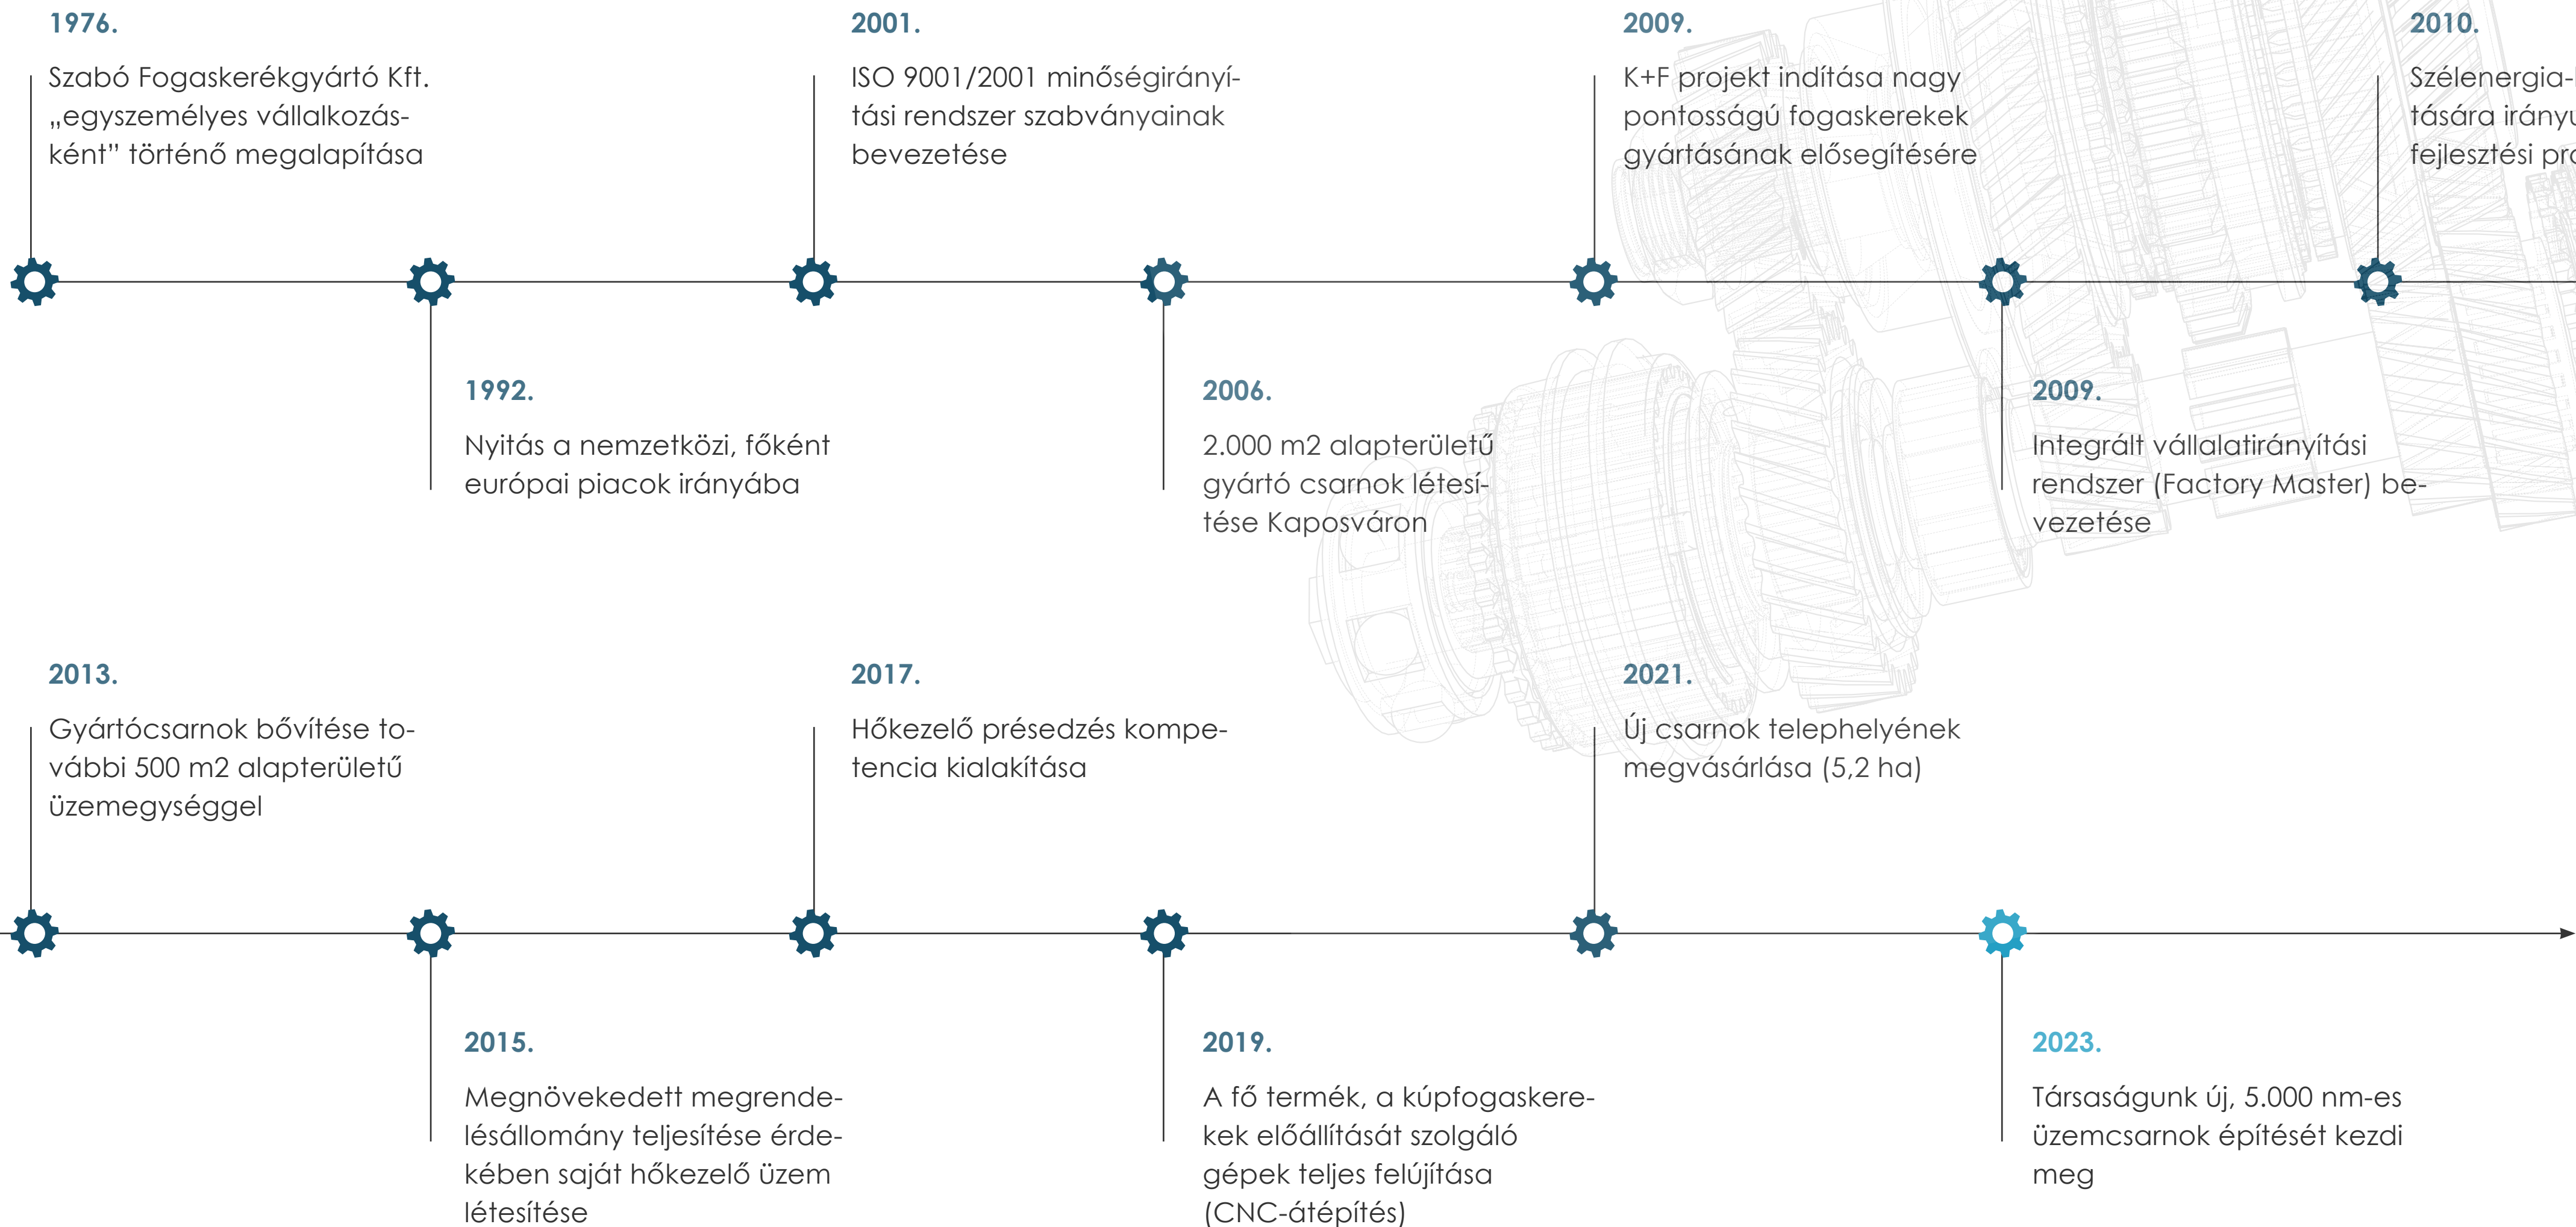 1976.
Szabó Fogaskerékgyártó Kft.
„egyszemélyes vállalkozás-
ként” történő megalapítása
1992.
Nyitás a nemzetközi, főként
európai piacok irányába
2001.
ISO 9001/2001 minőségirányí-
tási rendszer szabványainak
bevezetése
2006.
2.000 m2 alapterületű
gyártó csarnok létesí-
tése Kaposváron
2009.
K+F projekt indítása nagy
pontosságú fogaskerekek
gyártásának elősegítésére
2009.
Integrált vállalatirányítási
rendszer (Factory Master) be-
vezetése
2010.
Szélenergia-
tására
fejlesztési
2013.
Gyártócsarnok bővítése to-
vábbi 500 m2 alapterületű
üzemegységgel
2015.
Megnövekedett megrende-
lésállomány teljesítése érde-
kében saját hőkezelő üzem
létesítése
2017.
Hőkezelő présedzés kompe-
tencia kialakítása
2019.
A fő termék, a kúpfogaskere-
kek előállítását szolgáló
gépek teljes felújítása
(CNC-átépítés)
2021.
Új csarnok telephelyének
megvásárlása (5,2 ha)
2023.
Társaságunk új, 5.000 nm-es
üzemcsarnok építését kezdi
meg